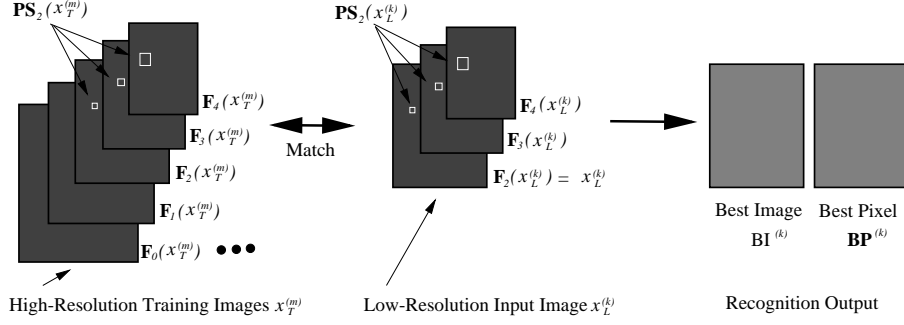 PS₂(x_T^(m))
PS₂(x_L^(k))
F₄(x_T^(m))
F₃(x_T^(m))
F₂(x_T^(m))
F₁(x_T^(m))
F₀(x_T^(m)) •••
Match
F₄(x_L^(k))
F₃(x_L^(k))
F₂(x_L^(k)) = x_L^(k)
Best Image
BI^(k)
Best Pixel
BP^(k)
High-Resolution Training Images x_T^(m)
Low-Resolution Input Image x_L^(k)
Recognition Output